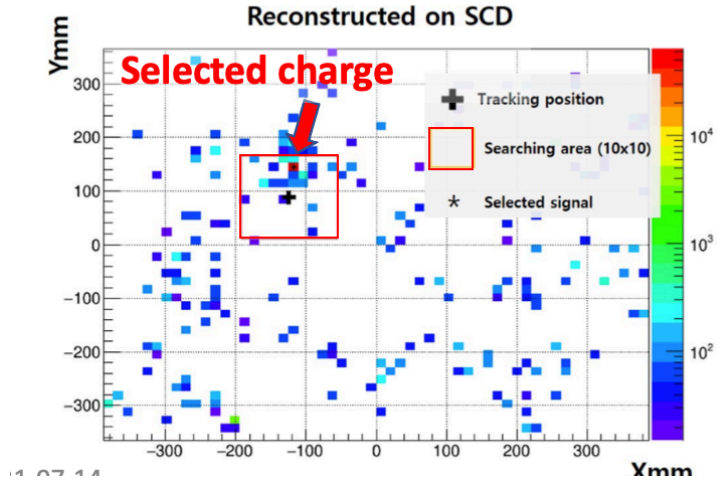 Reconstructed on SCD
Ymm
Selected charge
Tracking position
Searching area (10x10)
* Selected signal
300
200
100
0
−100
−200
−300
−300 −200 −100 0 100 200 300
10⁴
10³
10²
Xmm